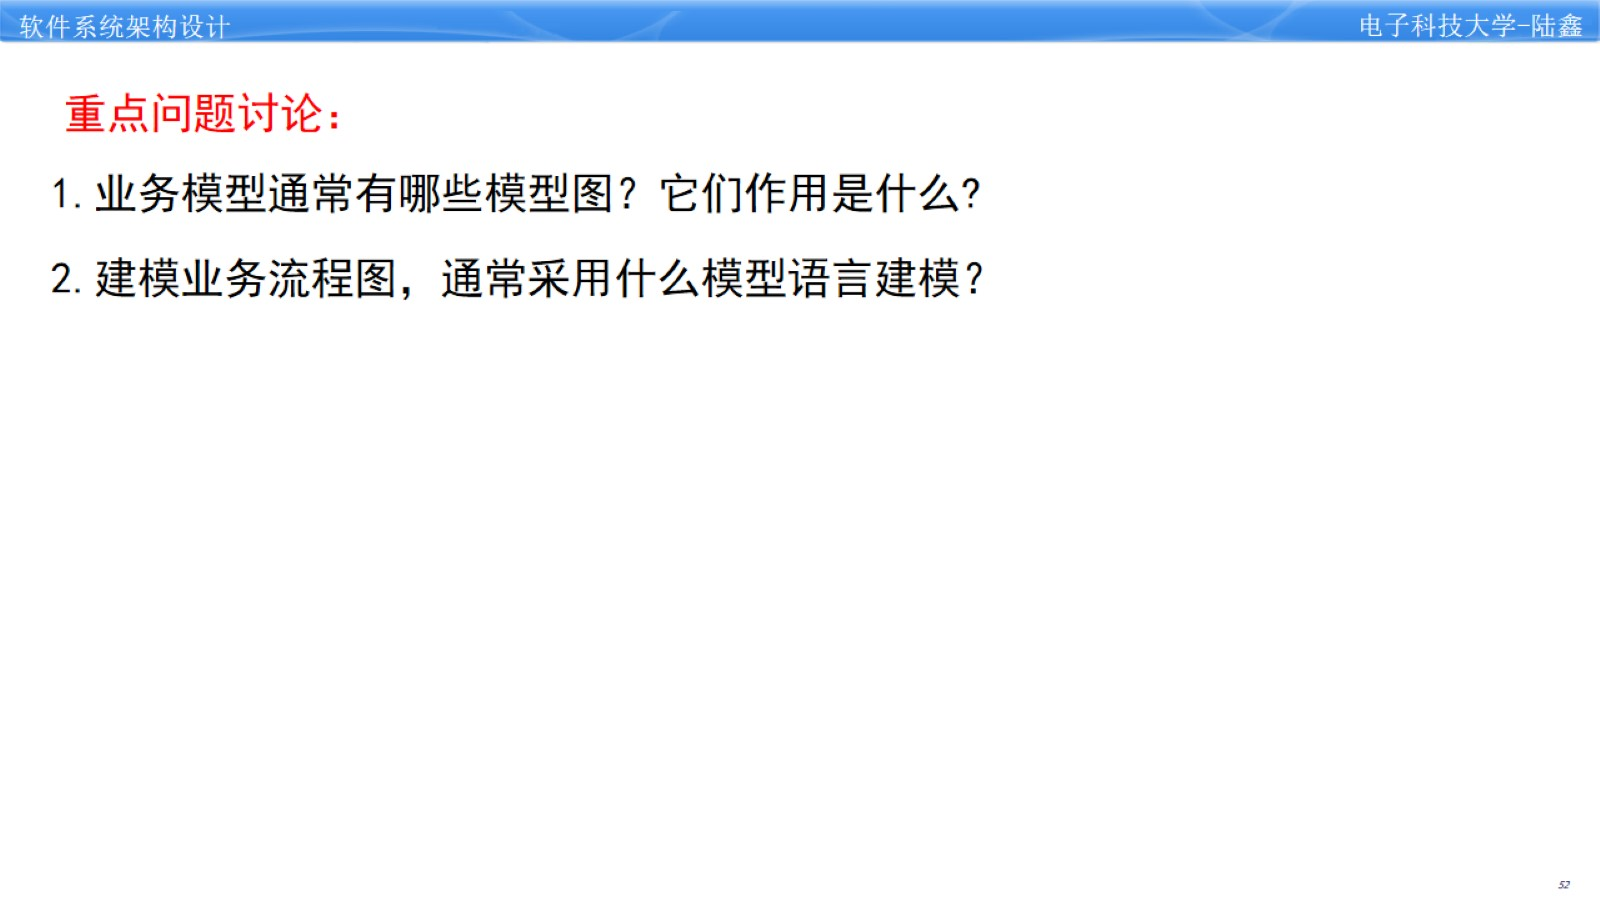 软件系统架构设计
电子科技大学-陆鑫
重点问题讨论：
1.业务模型通常有哪些模型图？它们作用是什么？
2.建模业务流程图，通常采用什么模型语言建模？
52